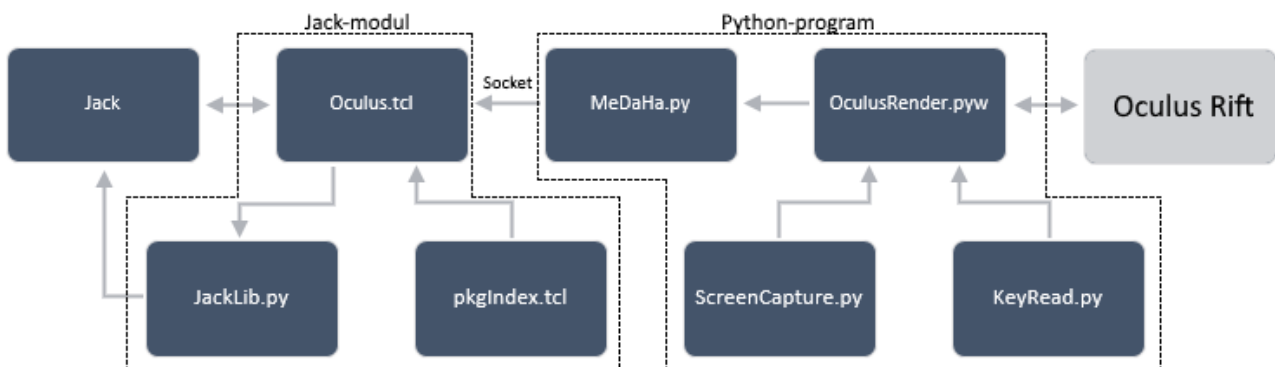 Jack-modul
Python-program
Jack
Oculus.tcl
Socket
MeDaHa.py
OculusRender.pyw
Oculus Rift
JackLib.py
pkgIndex.tcl
ScreenCapture.py
KeyRead.py